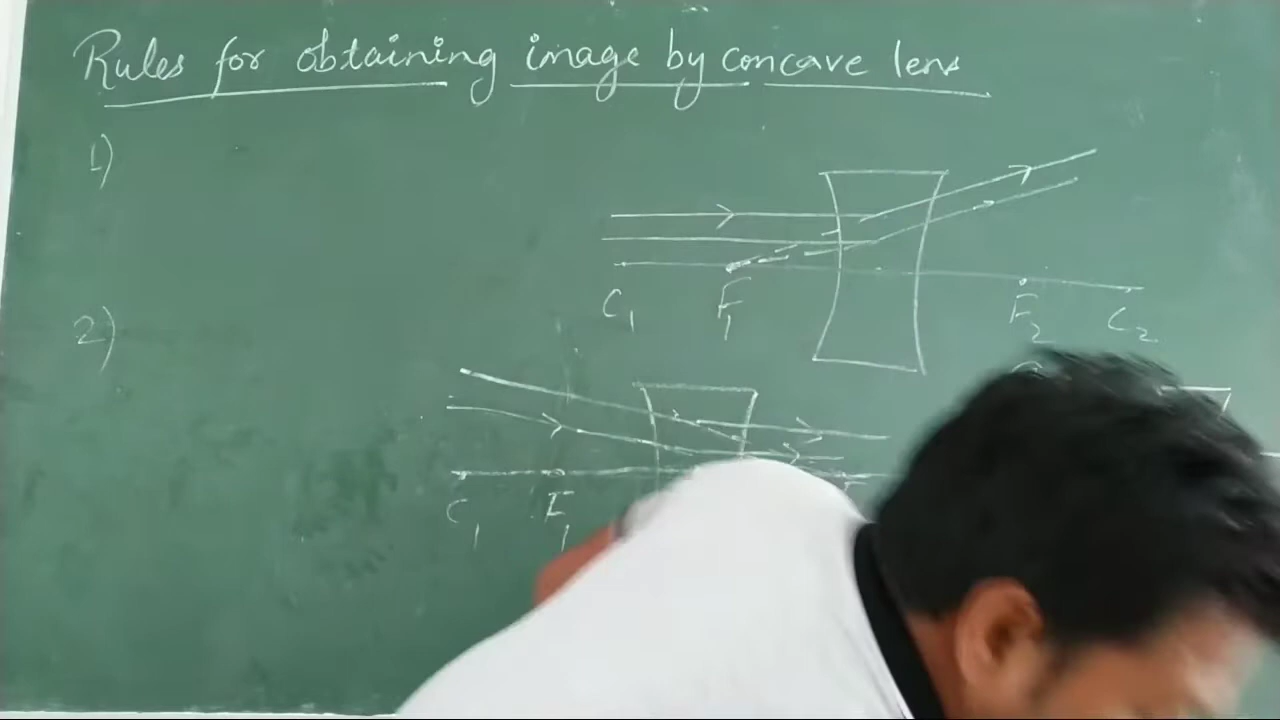 Rules for obtaining image by concave lens
1)
C1 F1 F2 C2
2)
C1 F1